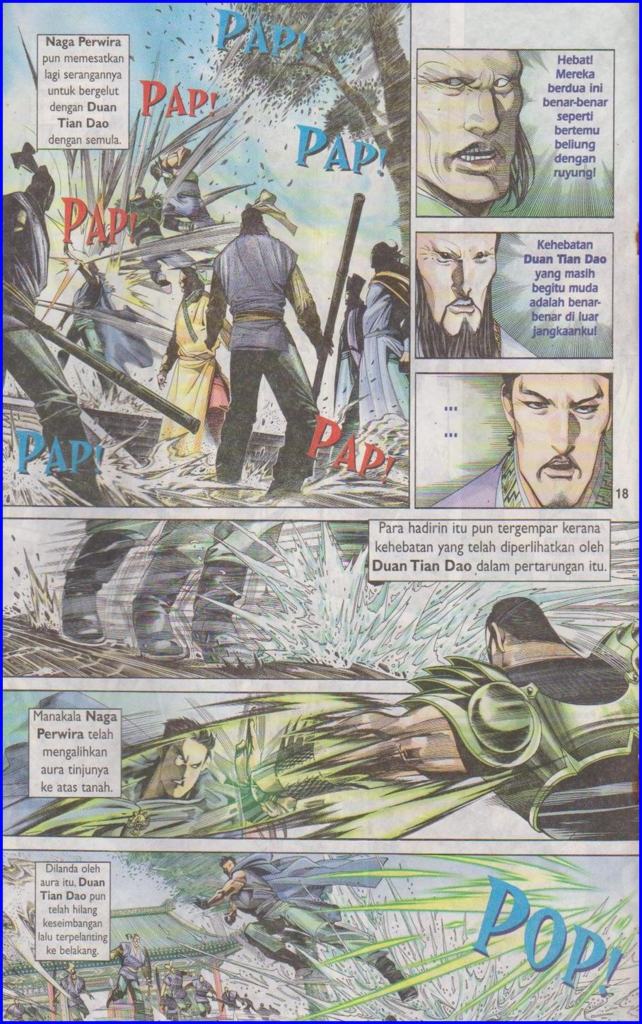 Naga Perwira
pun memesatkan
lagi serangannya
untuk bergelut
dengan Duan
Tian Dao
dengan semula.
PAP!
PAP!
PAP!
PAP!
PAP!
PAP!
Hebat!
Mereka
berdua ini
benar-benar
seperti
bertemu
beliung
dengan
ruyung!
Kehebatan
Duan Tian Dao
yang masih
begitu muda
adalah benar-
benar di luar
jangkaanku!
...
...
18
Para hadirin itu pun tergempar kerana
kehebatan yang telah diperlihatkan oleh
Duan Tian Dao dalam pertarungan itu.
Manakala Naga
Perwira telah
mengalihkan
aura tinjunya
ke atas tanah.
Dilanda oleh
aura itu, Duan
Tian Dao pun
telah hilang
keseimbangan
lalu terpelanting
ke belakang.
POP!